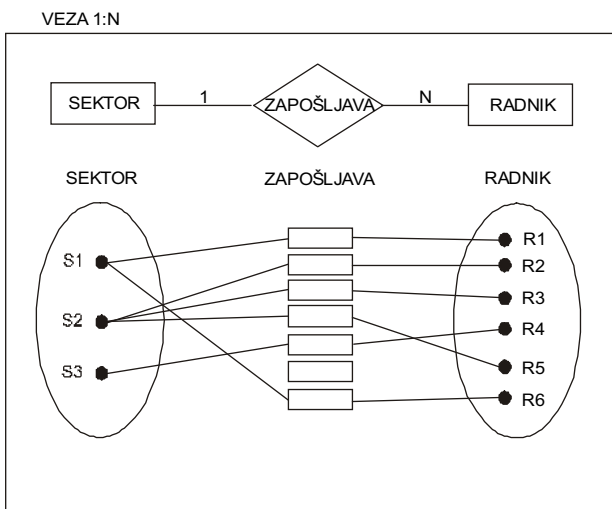 VEZA 1:N
SEKTOR 1 ZAPOŠLJAVA N RADNIK
SEKTOR ZAPOŠLJAVA RADNIK
S1
S2
S3
R1
R2
R3
R4
R5
R6